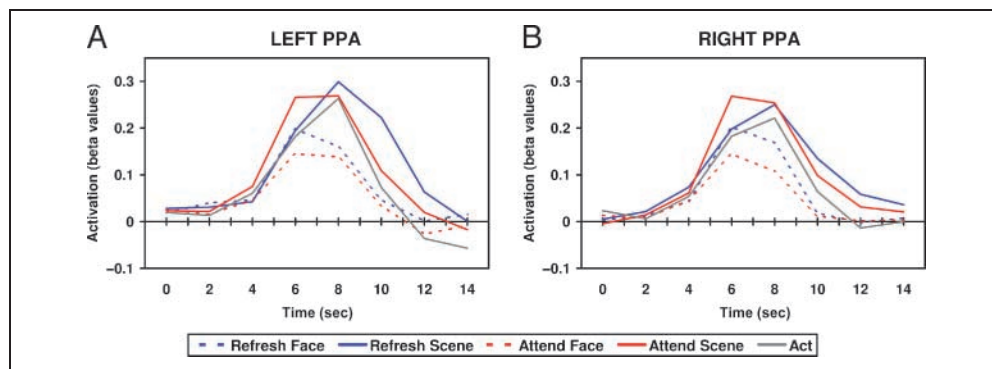 A
LEFT PPA
B
RIGHT PPA
Activation (beta values)
0.3
0.2
0.1
0
−0.1
0 2 4 6 8 10 12 14
Time (sec)
Activation (beta values)
0.3
0.2
0.1
0
−0.1
0 2 4 6 8 10 12 14
Time (sec)
Refresh Face Refresh Scene Attend Face Attend Scene Act